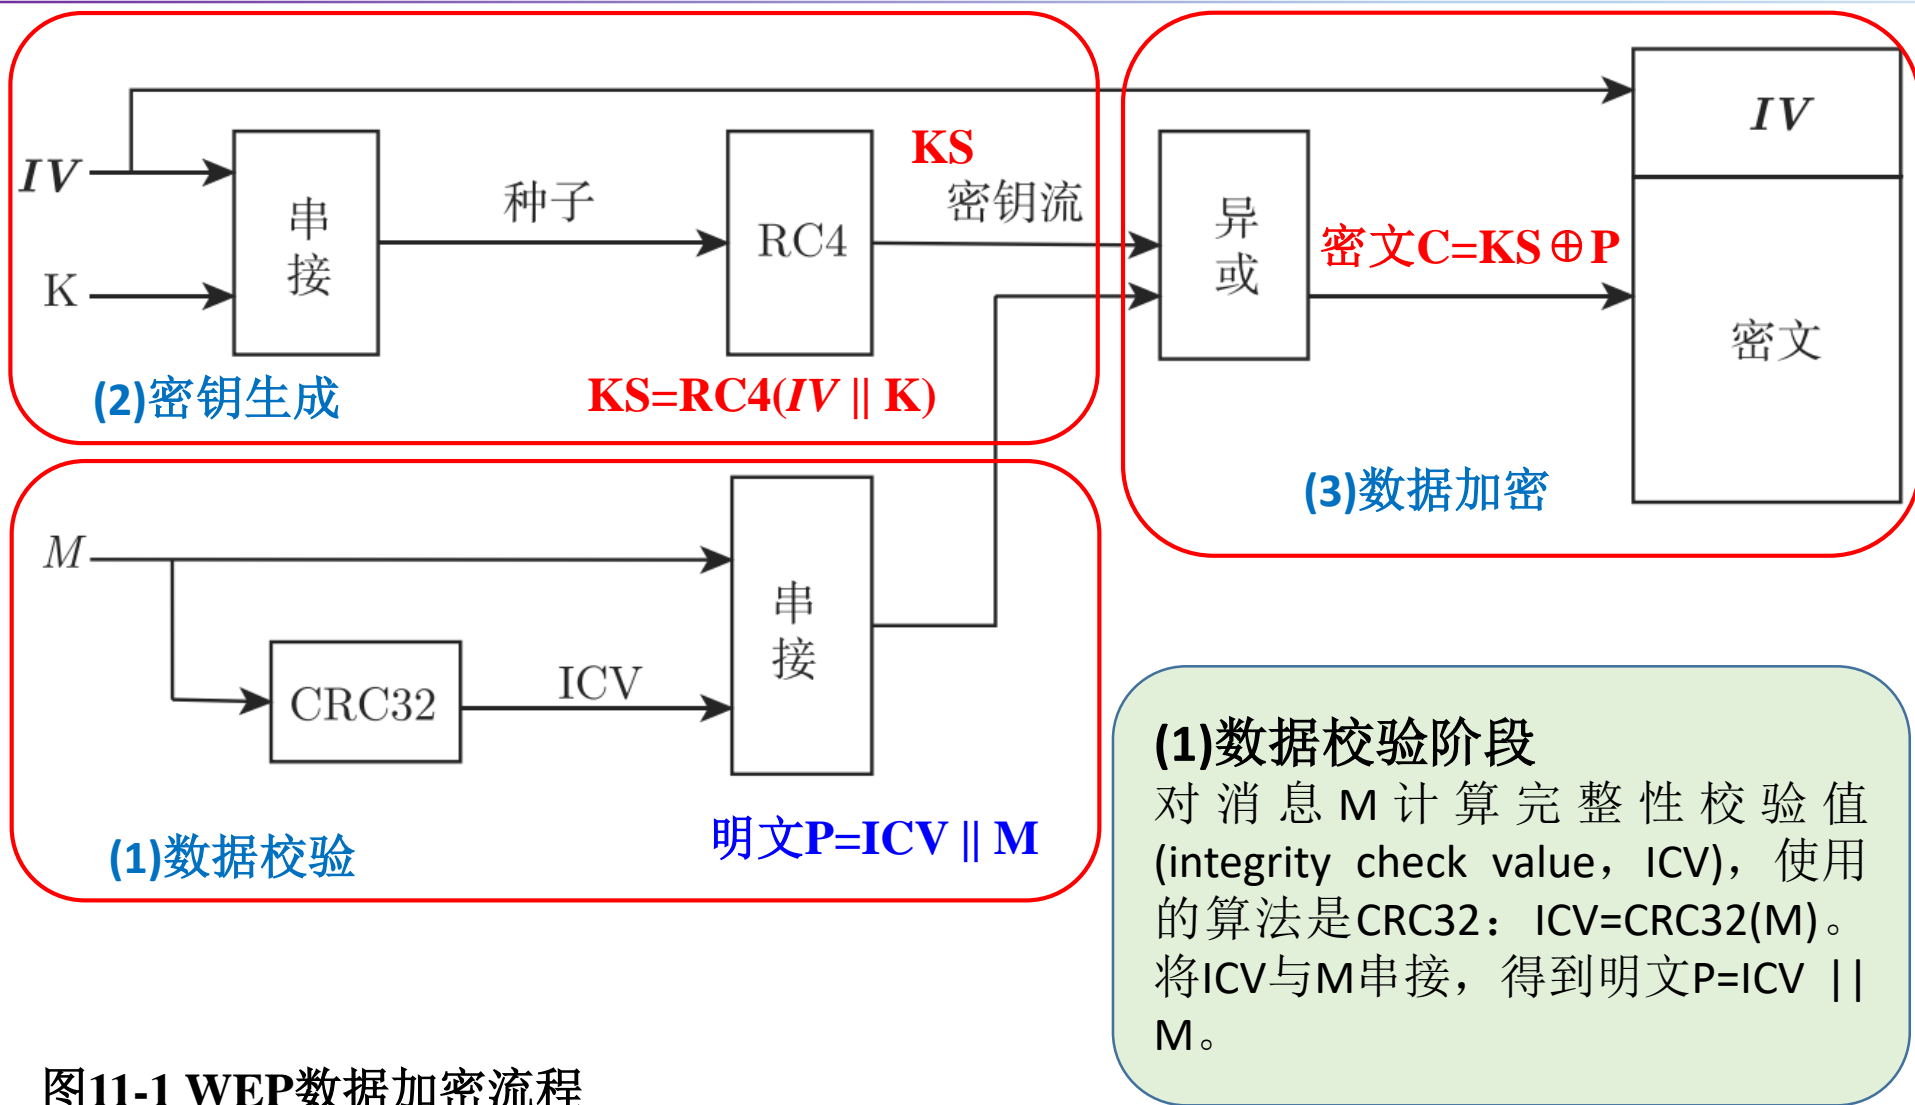 IV
IV
串
接
种子
RC4
KS
密钥流
异
或
密文C=KS⊕P
K
密文
(2)密钥生成
KS=RC4(IV || K)
(3)数据加密
M
串
接
CRC32
ICV
(1)数据校验
明文P=ICV || M
(1)数据校验阶段
对消息M计算完整性校验值
(integrity check value，ICV)，使用
的算法是CRC32：ICV=CRC32(M)。
将ICV与M串接，得到明文P=ICV ||
M。
图11-1 WEP数据加密流程